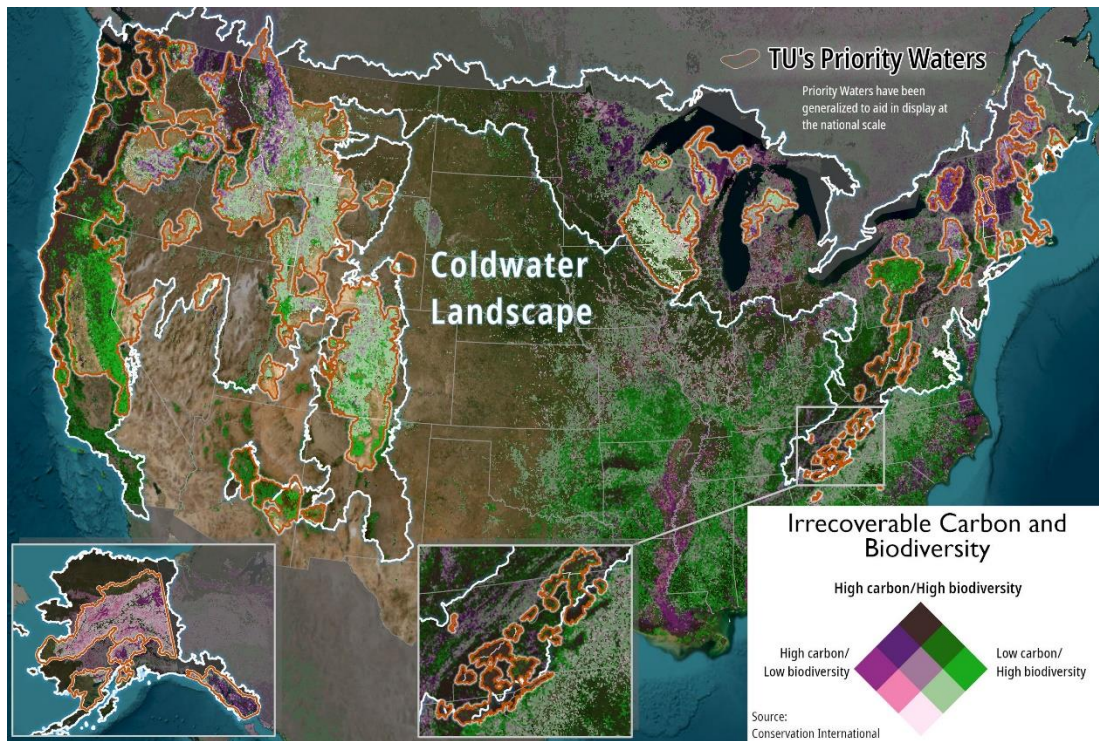 TU's Priority Waters
Priority Waters have been
generalized to aid in display at
the national scale
Coldwater
Landscape
Irrecoverable Carbon and
Biodiversity
High carbon/High biodiversity
High carbon/
Low biodiversity
Low carbon/
High biodiversity
Source:
Conservation International